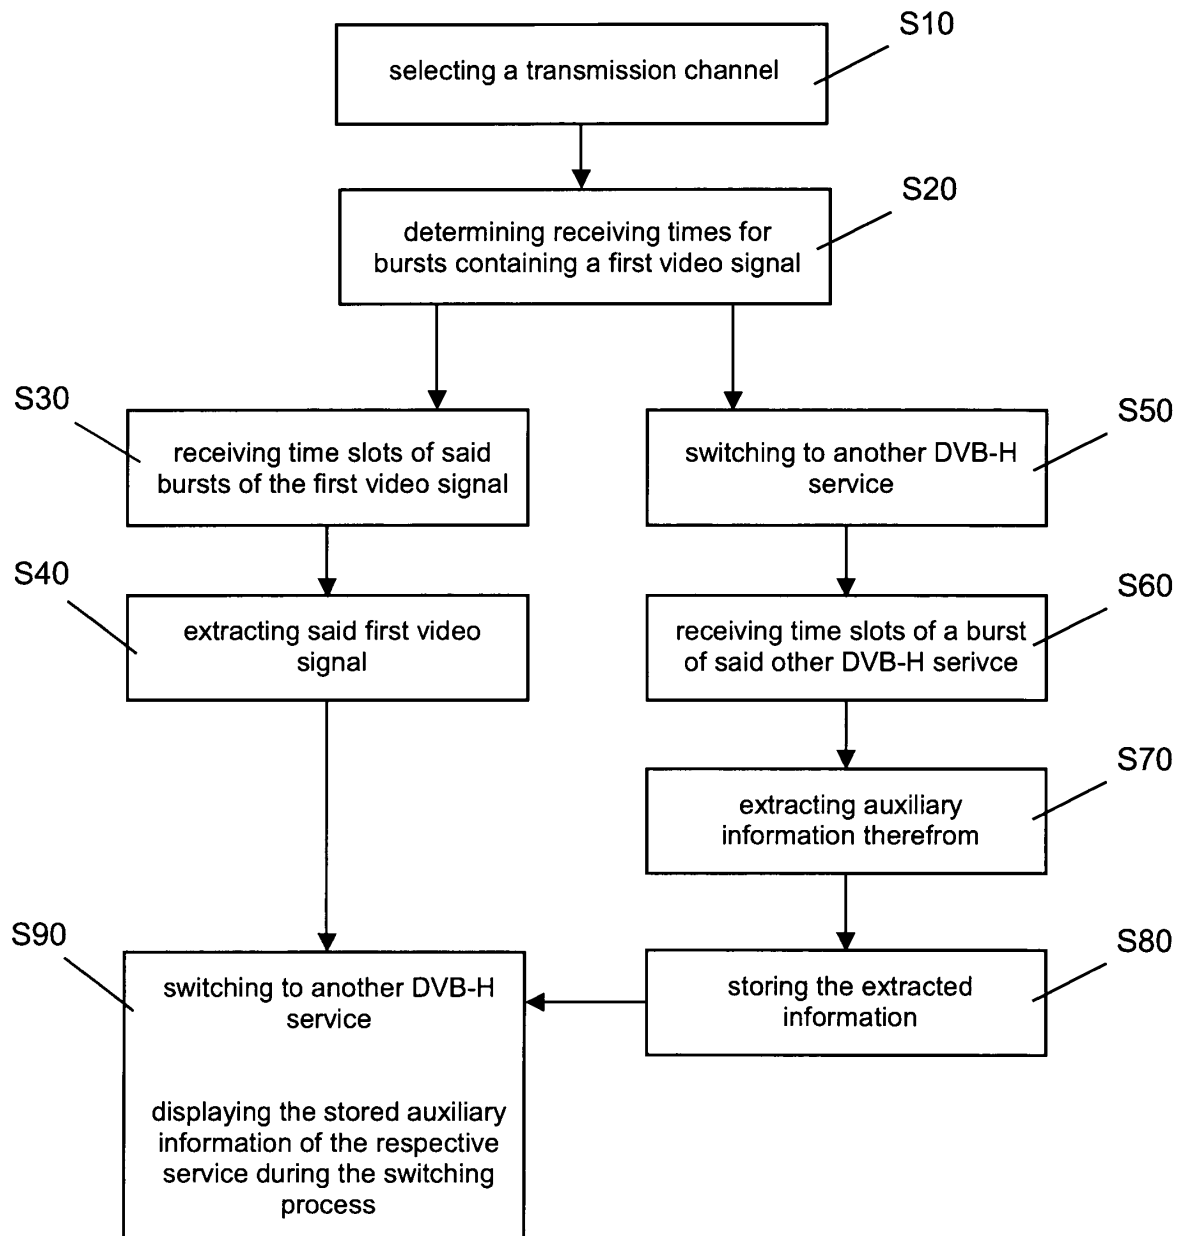 S10
selecting a transmission channel
S20
determining receiving times for
bursts containing a first video signal
S30
receiving time slots of said
bursts of the first video signal
S50
switching to another DVB-H
service
S40
extracting said first video
signal
S60
receiving time slots of a burst
of said other DVB-H serivce
S70
extracting auxiliary
information therefrom
S80
storing the extracted
information
S90
switching to another DVB-H
service
displaying the stored auxiliary
information of the respective
service during the switching
process